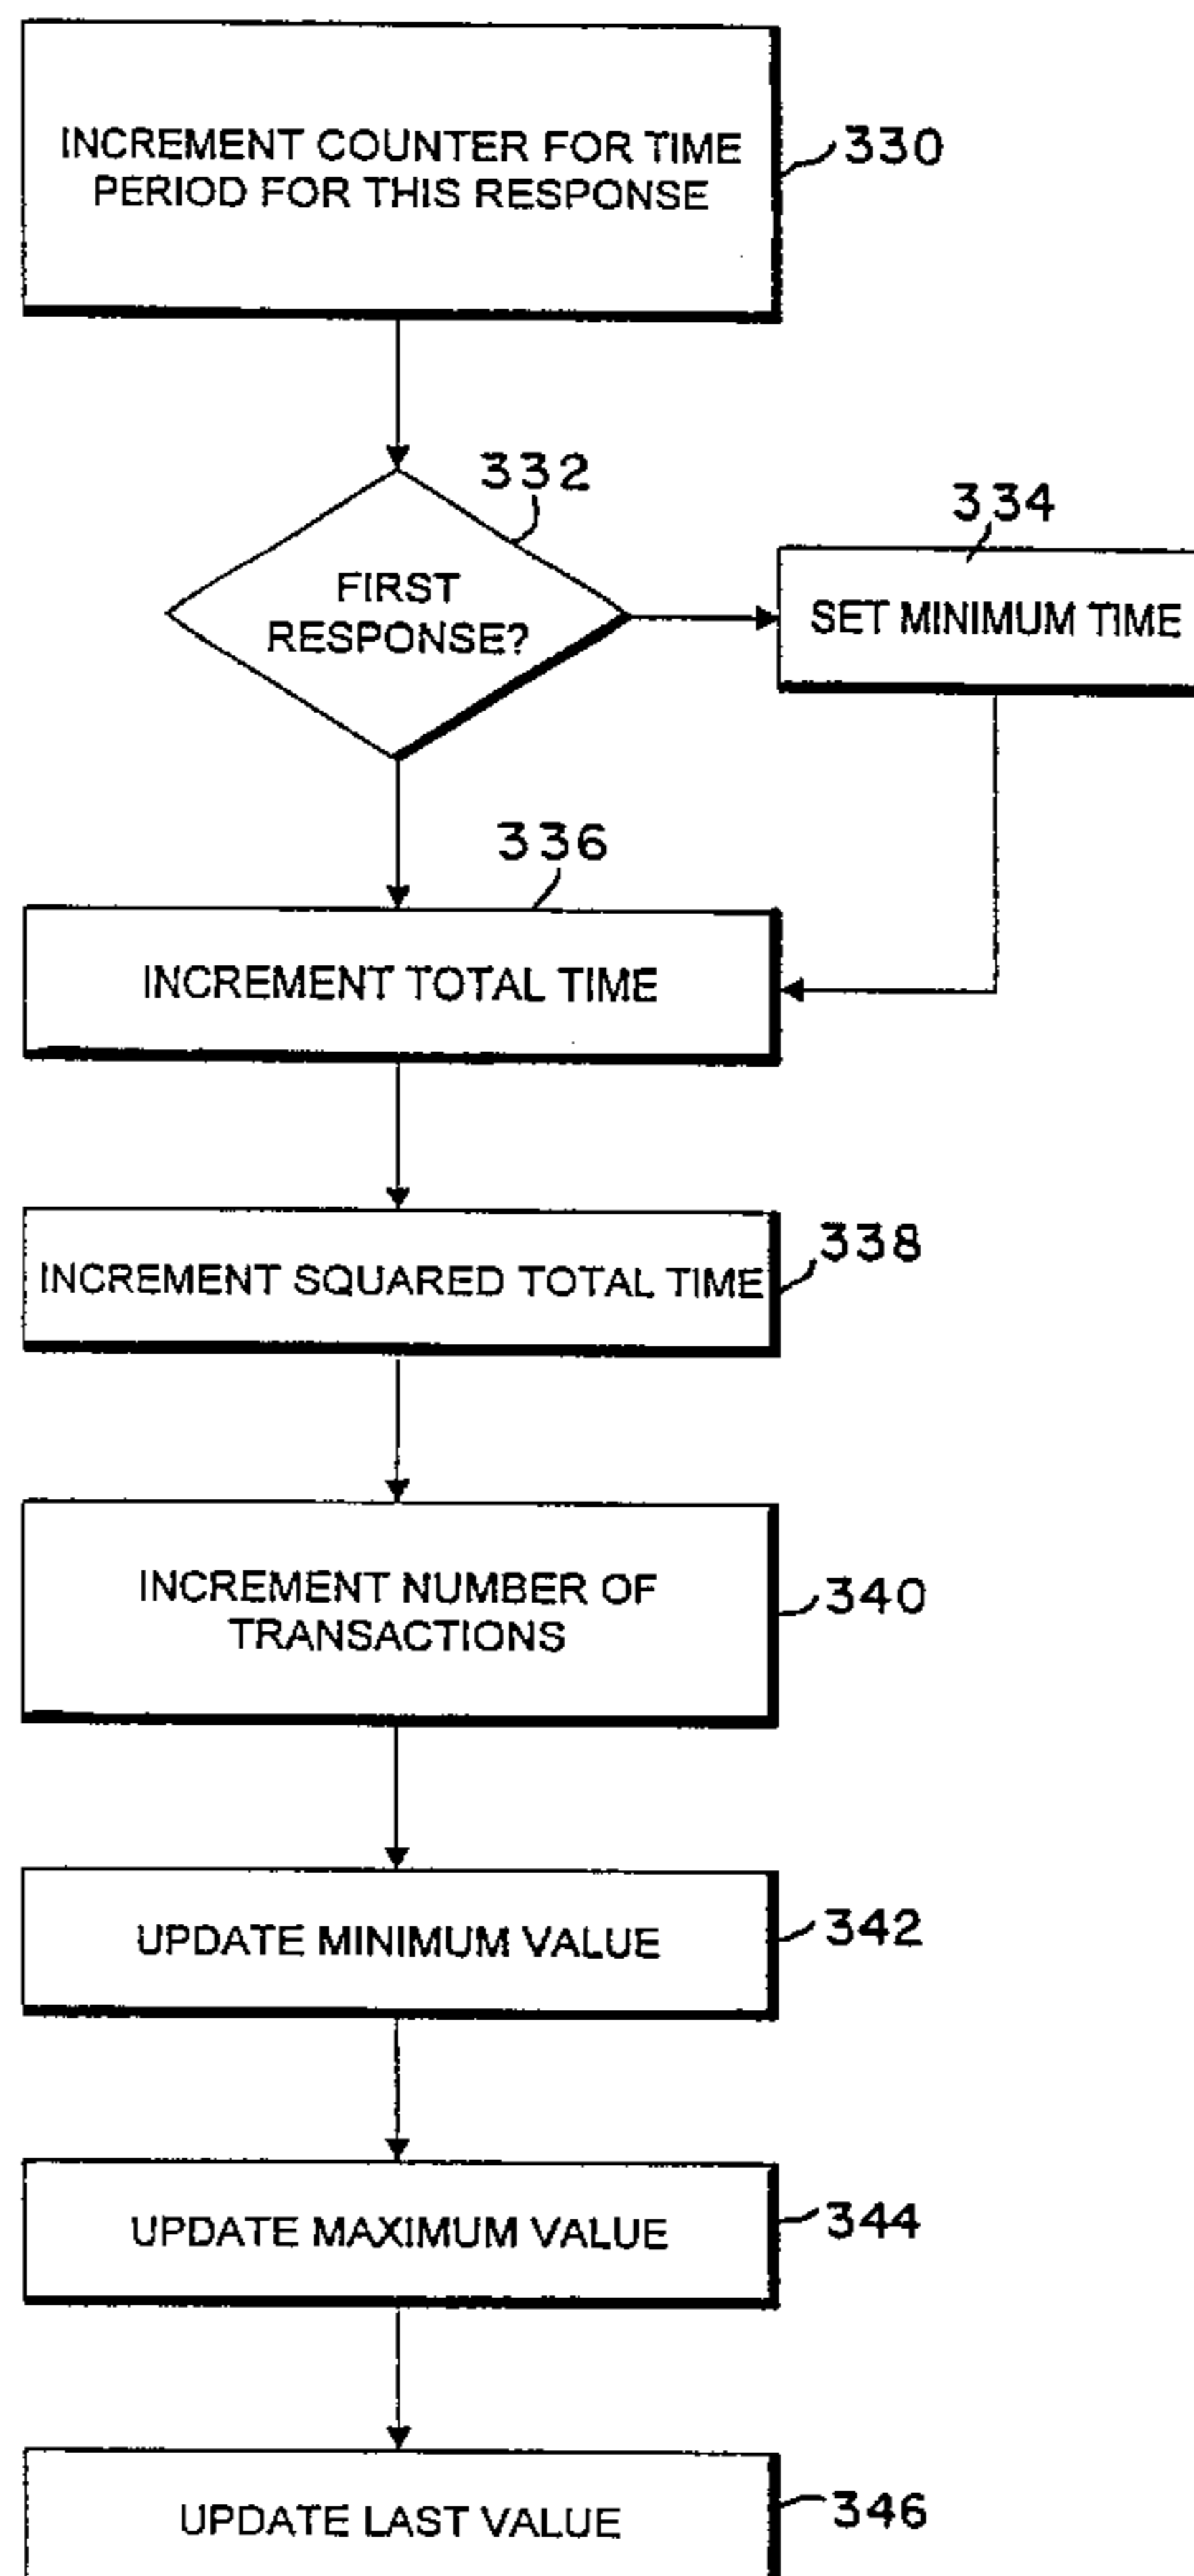 INCREMENT COUNTER FOR TIME
PERIOD FOR THIS RESPONSE
330
332
FIRST
RESPONSE?
334
SET MINIMUM TIME
336
INCREMENT TOTAL TIME
338
INCREMENT SQUARED TOTAL TIME
INCREMENT NUMBER OF
TRANSACTIONS
340
UPDATE MINIMUM VALUE
342
UPDATE MAXIMUM VALUE
344
UPDATE LAST VALUE
346